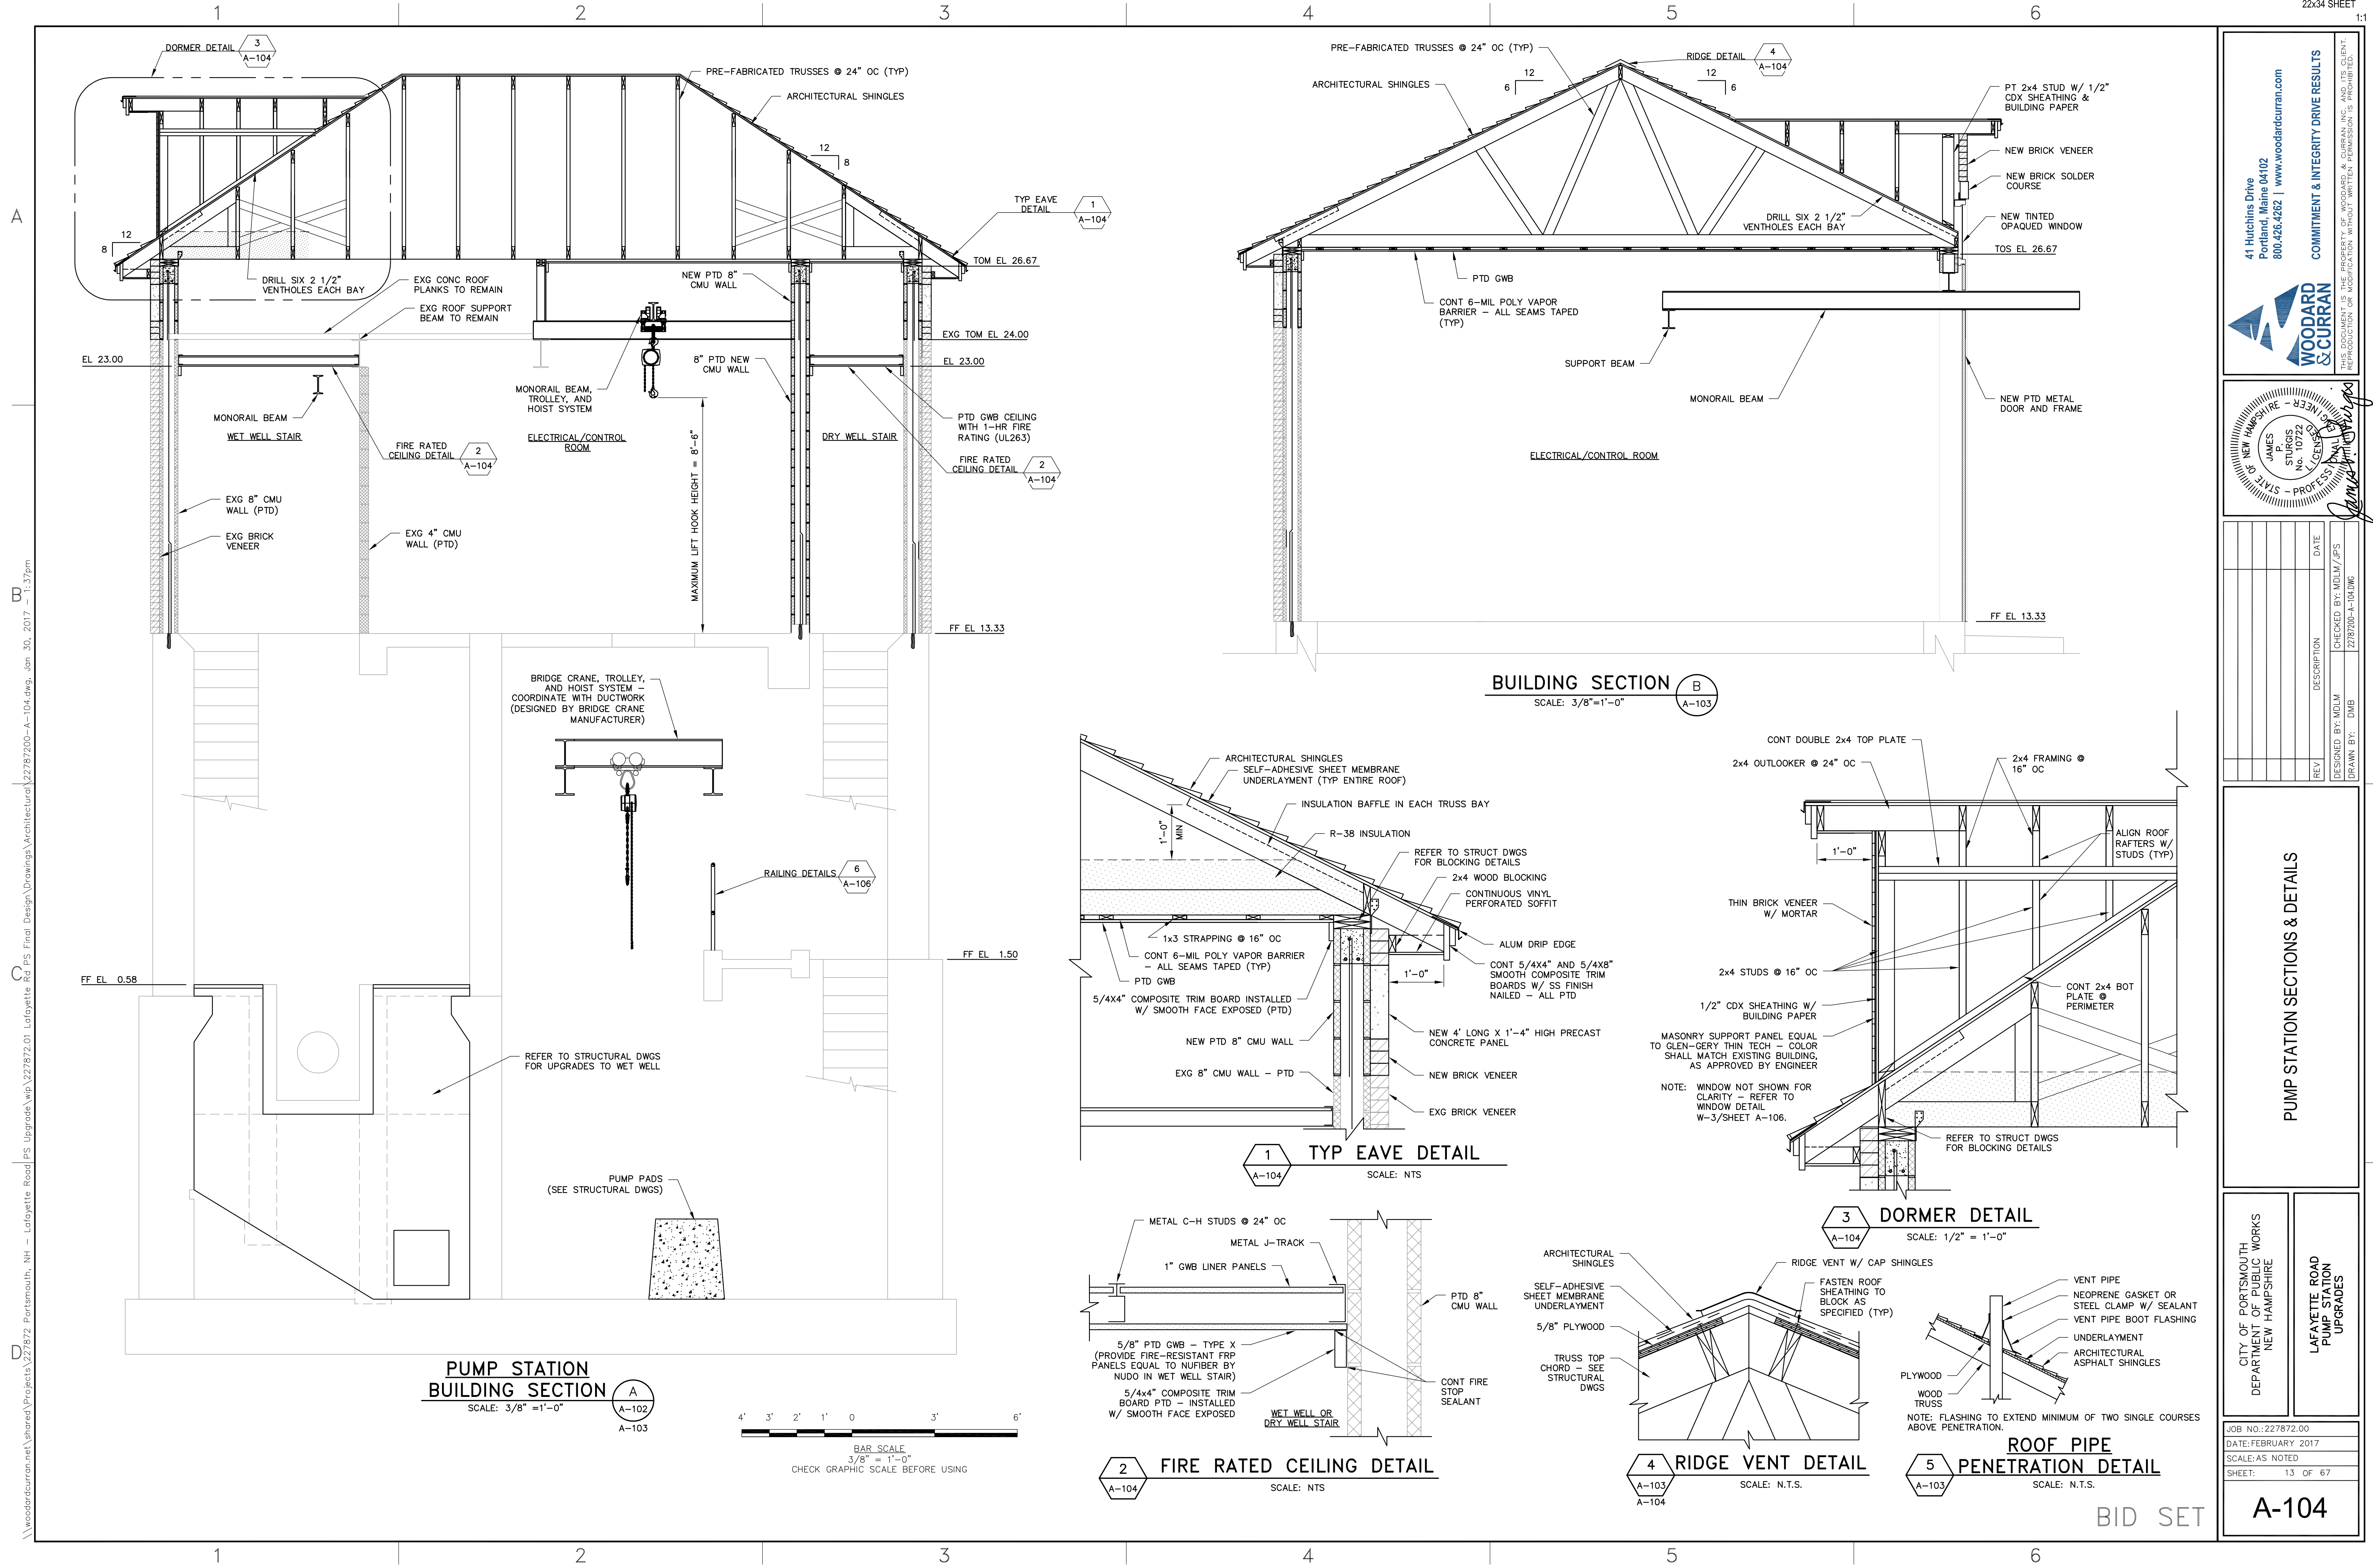 22x34 SHEET
1:1
1
2
3
4
5
6
A
B
C
D
\\woodardcurran.net\shared\Projects\227872 Portsmouth, NH - Lafayette Road PS Upgrade\wip\227872.01 Lafayette Rd PS Final Design\Drawings\Architectural\22787200-A-104.dwg, Jan 30, 2017 - 1:37pm
DORMER DETAIL
3
A-104
PRE-FABRICATED TRUSSES @ 24" OC (TYP)
ARCHITECTURAL SHINGLES
12
8
TYP EAVE
DETAIL
1
A-104
12
8
TOM EL 26.67
DRILL SIX 2 1/2"
VENTHOLES EACH BAY
EXG CONC ROOF
PLANKS TO REMAIN
EXG ROOF SUPPORT
BEAM TO REMAIN
NEW PTD 8"
CMU WALL
EXG TOM EL 24.00
EL 23.00
EL 23.00
8" PTD NEW
CMU WALL
MONORAIL BEAM,
TROLLEY, AND
HOIST SYSTEM
MONORAIL BEAM
WET WELL STAIR
FIRE RATED
CEILING DETAIL
2
A-104
ELECTRICAL/CONTROL
ROOM
DRY WELL STAIR
PTD GWB CEILING
WITH 1-HR FIRE
RATING (UL263)
FIRE RATED
CEILING DETAIL
2
A-104
MAXIMUM LIFT HOOK HEIGHT = 8'-6"
EXG 8" CMU
WALL (PTD)
EXG BRICK
VENEER
EXG 4" CMU
WALL (PTD)
FF EL 13.33
BRIDGE CRANE, TROLLEY,
AND HOIST SYSTEM -
COORDINATE WITH DUCTWORK
(DESIGNED BY BRIDGE CRANE
MANUFACTURER)
RAILING DETAILS
6
A-106
FF EL 1.50
FF EL 0.58
REFER TO STRUCTURAL DWGS
FOR UPGRADES TO WET WELL
PUMP PADS
(SEE STRUCTURAL DWGS)
PUMP STATION
BUILDING SECTION
SCALE: 3/8" =1'-0"
A
A-102
A-103
4' 3' 2' 1' 0 3' 6'
BAR SCALE
3/8" = 1'-0"
CHECK GRAPHIC SCALE BEFORE USING
PRE-FABRICATED TRUSSES @ 24" OC (TYP)
ARCHITECTURAL SHINGLES
RIDGE DETAIL
4
A-104
12
6
12
6
PT 2x4 STUD W/ 1/2"
CDX SHEATHING &
BUILDING PAPER
NEW BRICK VENEER
NEW BRICK SOLDER
COURSE
NEW TINTED
OPAQUED WINDOW
DRILL SIX 2 1/2"
VENTHOLES EACH BAY
TOS EL 26.67
PTD GWB
CONT 6-MIL POLY VAPOR
BARRIER - ALL SEAMS TAPED
(TYP)
SUPPORT BEAM
MONORAIL BEAM
NEW PTD METAL
DOOR AND FRAME
ELECTRICAL/CONTROL ROOM
FF EL 13.33
BUILDING SECTION
SCALE: 3/8"=1'-0"
B
A-103
ARCHITECTURAL SHINGLES
SELF-ADHESIVE SHEET MEMBRANE
UNDERLAYMENT (TYP ENTIRE ROOF)
INSULATION BAFFLE IN EACH TRUSS BAY
1'-0"
MIN
R-38 INSULATION
REFER TO STRUCT DWGS
FOR BLOCKING DETAILS
2x4 WOOD BLOCKING
CONTINUOUS VINYL
PERFORATED SOFFIT
1x3 STRAPPING @ 16" OC
CONT 6-MIL POLY VAPOR BARRIER
- ALL SEAMS TAPED (TYP)
PTD GWB
5/4X4" COMPOSITE TRIM BOARD INSTALLED
W/ SMOOTH FACE EXPOSED (PTD)
NEW PTD 8" CMU WALL
EXG 8" CMU WALL - PTD
ALUM DRIP EDGE
CONT 5/4X4" AND 5/4X8"
SMOOTH COMPOSITE TRIM
BOARDS W/ SS FINISH
NAILED - ALL PTD
1'-0"
NEW 4' LONG X 1'-4" HIGH PRECAST
CONCRETE PANEL
NEW BRICK VENEER
EXG BRICK VENEER
1
A-104
TYP EAVE DETAIL
SCALE: NTS
METAL C-H STUDS @ 24" OC
METAL J-TRACK
1" GWB LINER PANELS
PTD 8"
CMU WALL
5/8" PTD GWB - TYPE X
(PROVIDE FIRE-RESISTANT FRP
PANELS EQUAL TO NUFIBER BY
NUDO IN WET WELL STAIR)
5/4x4" COMPOSITE TRIM
BOARD PTD - INSTALLED
W/ SMOOTH FACE EXPOSED
WET WELL OR
DRY WELL STAIR
CONT FIRE
STOP
SEALANT
2
A-104
FIRE RATED CEILING DETAIL
SCALE: NTS
CONT DOUBLE 2x4 TOP PLATE
2x4 OUTLOOKER @ 24" OC
2x4 FRAMING @
16" OC
1'-0"
ALIGN ROOF
RAFTERS W/
STUDS (TYP)
THIN BRICK VENEER
W/ MORTAR
2x4 STUDS @ 16" OC
1/2" CDX SHEATHING W/
BUILDING PAPER
MASONRY SUPPORT PANEL EQUAL
TO GLEN-GERY THIN TECH - COLOR
SHALL MATCH EXISTING BUILDING,
AS APPROVED BY ENGINEER
NOTE: WINDOW NOT SHOWN FOR
CLARITY - REFER TO
WINDOW DETAIL
W-3/SHEET A-106.
CONT 2x4 BOT
PLATE @
PERIMETER
REFER TO STRUCT DWGS
FOR BLOCKING DETAILS
3
A-104
DORMER DETAIL
SCALE: 1/2" = 1'-0"
ARCHITECTURAL
SHINGLES
SELF-ADHESIVE
SHEET MEMBRANE
UNDERLAYMENT
5/8" PLYWOOD
TRUSS TOP
CHORD - SEE
STRUCTURAL
DWGS
RIDGE VENT W/ CAP SHINGLES
FASTEN ROOF
SHEATHING TO
BLOCK AS
SPECIFIED (TYP)
4
A-103
A-104
RIDGE VENT DETAIL
SCALE: N.T.S.
VENT PIPE
NEOPRENE GASKET OR
STEEL CLAMP W/ SEALANT
VENT PIPE BOOT FLASHING
UNDERLAYMENT
ARCHITECTURAL
ASPHALT SHINGLES
PLYWOOD
WOOD
TRUSS
NOTE: FLASHING TO EXTEND MINIMUM OF TWO SINGLE COURSES
ABOVE PENETRATION.
5
A-103
ROOF PIPE
PENETRATION DETAIL
SCALE: N.T.S.
BID SET
41 Hutchins Drive
Portland, Maine 04102
800.426.4262 | www.woodardcurran.com
COMMITMENT & INTEGRITY DRIVE RESULTS
WOODARD
& CURRAN
THIS DOCUMENT IS THE PROPERTY OF WOODARD & CURRAN INC. AND ITS CLIENT.
REPRODUCTION OR MODIFICATION WITHOUT WRITTEN PERMISSION IS PROHIBITED.
STATE OF NEW HAMPSHIRE
JAMES
P.
STURGIS
No. 10722
LICENSED
PROFESSIONAL ENGINEER
James P Sturgis
REV
DESCRIPTION
DATE
DESIGNED BY: MDLM
CHECKED BY: MDLM/JPS
DRAWN BY: DMB
22787200-A-104.DWG
PUMP STATION SECTIONS & DETAILS
CITY OF PORTSMOUTH
DEPARTMENT OF PUBLIC WORKS
NEW HAMPSHIRE
LAFAYETTE ROAD
PUMP STATION
UPGRADES
JOB NO.: 227872.00
DATE: FEBRUARY 2017
SCALE: AS NOTED
SHEET: 13 OF 67
A-104
1
2
3
4
5
6